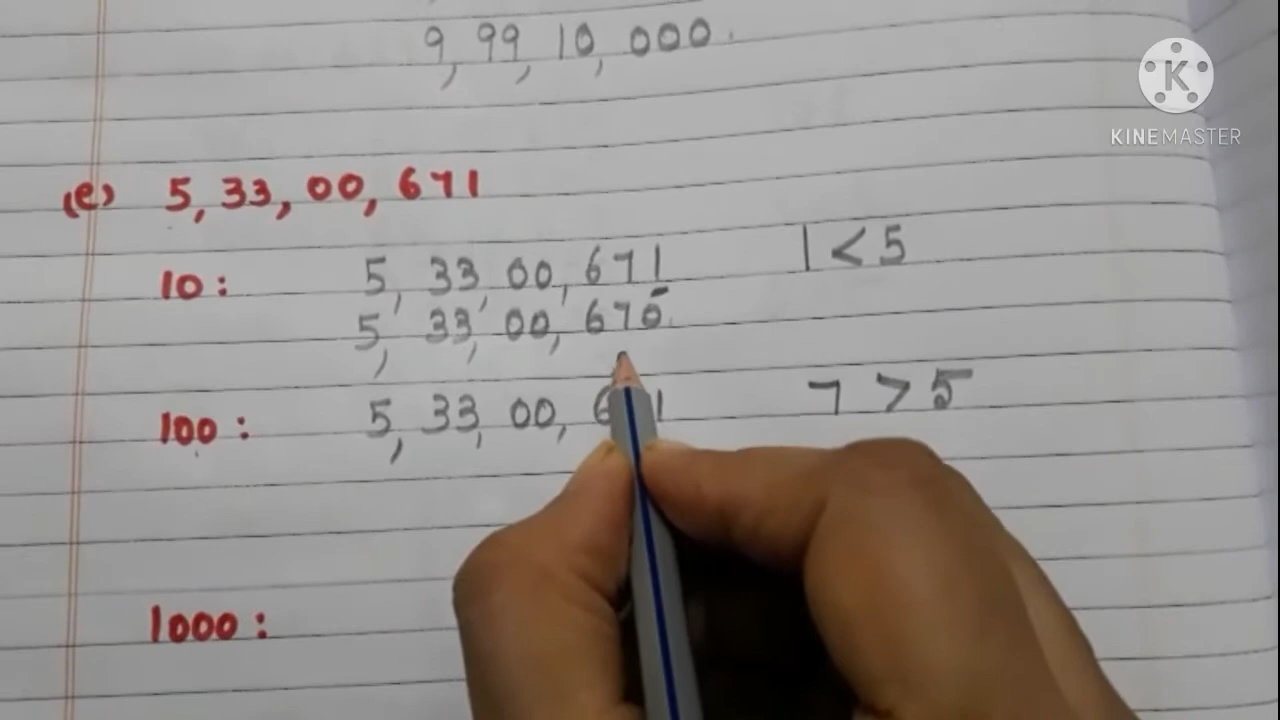 9, 99, 10, 000.
K
KINEMASTER
(e) 5, 33, 00, 671
10: 5, 33, 00, 671 1 < 5
5, 33, 00, 670.
100: 5, 33, 00, 671 7 > 5
1000: